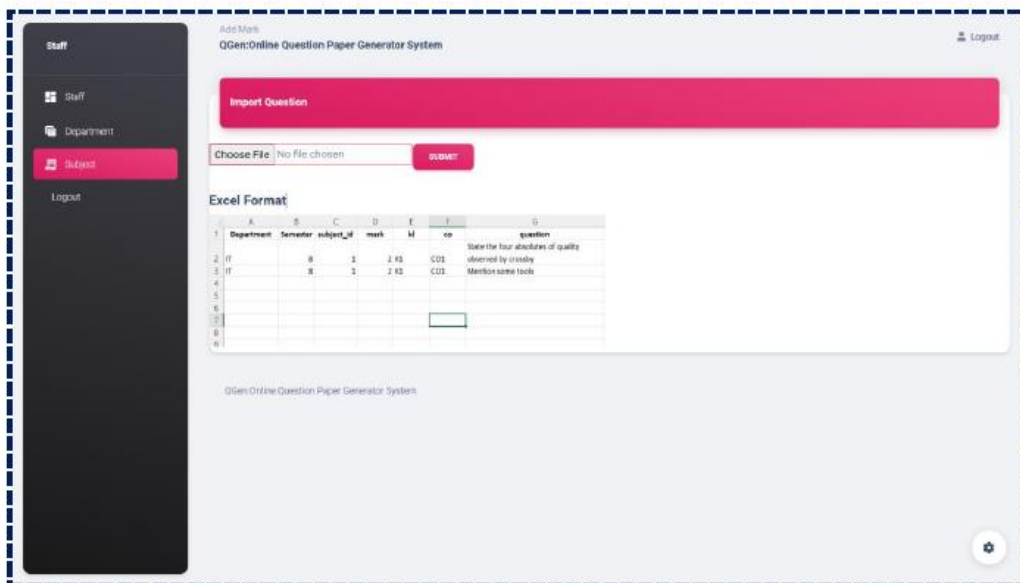 Staff
Staff
Department
Subject
Logout
Add Mark
QGen:Online Question Paper Generator System
Logout
Import Question
Choose File No file chosen
SUBMIT
Excel Format
A B C D E F G
1 Department Semester subject_id mark kl co question
State the four absolutes of quality
2 IT 8 1 2 K1 CO1 observed by crosby
3 IT 8 1 2 K1 CO1 Mention some tools
4
5
6
7
8
9
QGen:Online Question Paper Generator System